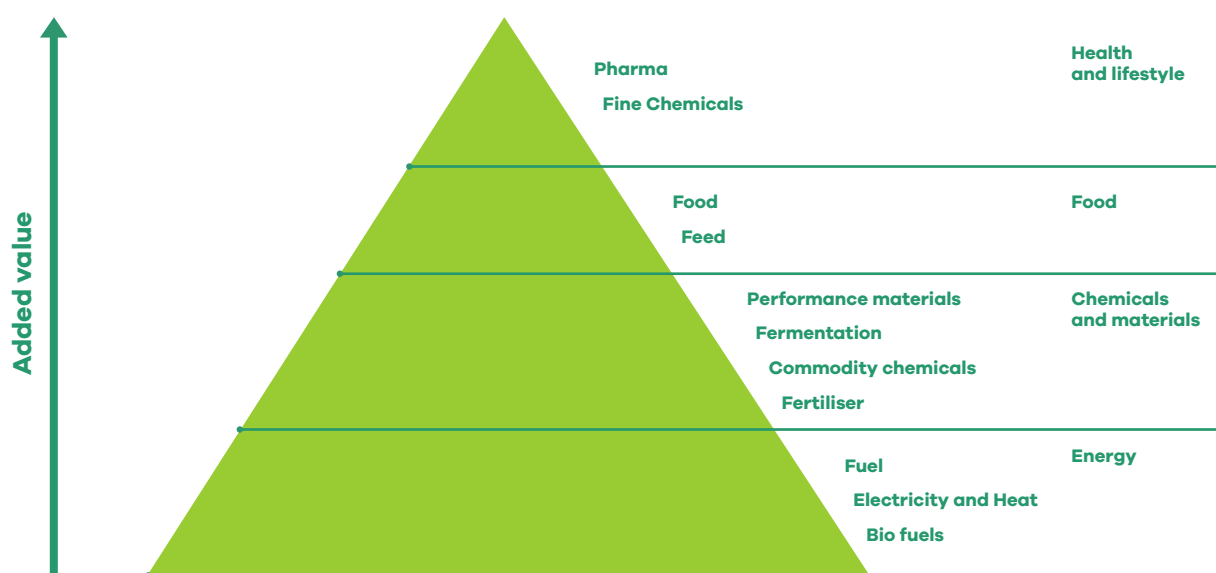 Added value
Pharma
Fine Chemicals
Health
and lifestyle
Food
Feed
Food
Performance materials
Fermentation
Commodity chemicals
Fertiliser
Chemicals
and materials
Fuel
Electricity and Heat
Bio fuels
Energy